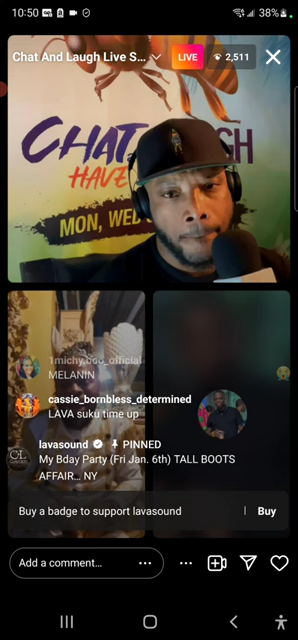 10:50
38%
Chat And Laugh Live S...
LIVE
2,511
CHAT
GH
HAVE
MON, WED
1michy.boo_official
MELANIN
cassie_bornbless_determined
LAVA suku time up
lavasound PINNED
My Bday Party (Fri Jan. 6th) TALL BOOTS
AFFAIR... NY
Buy a badge to support lavasound | Buy
Add a comment...